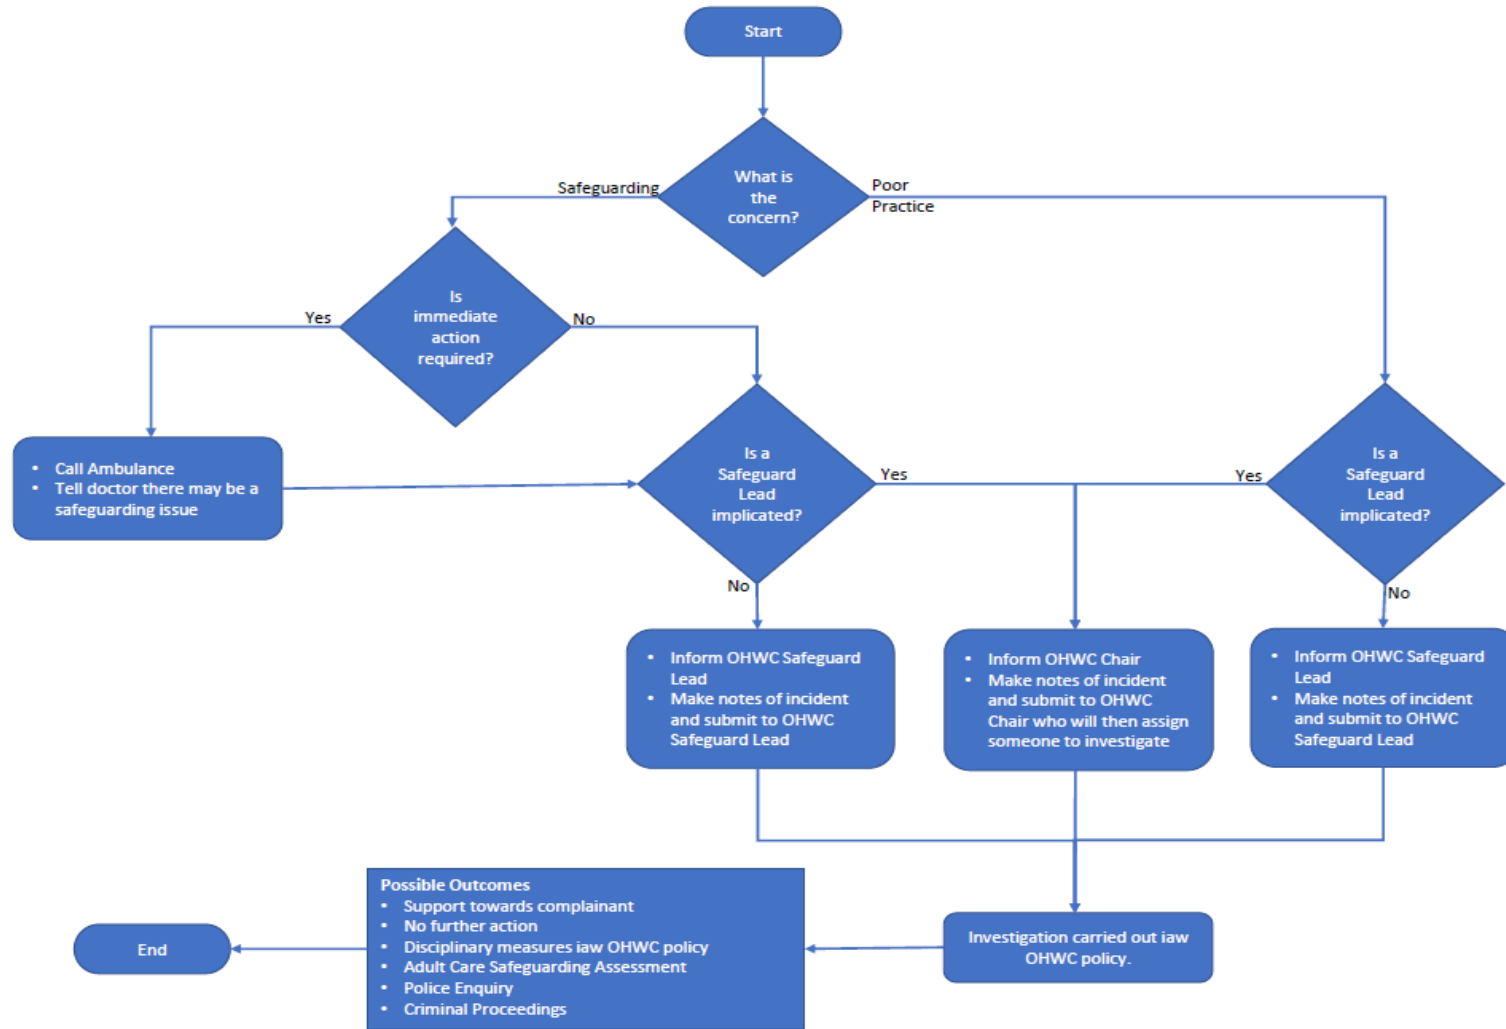 Start
What is
the
concern?
Safeguarding
Poor
Practice
Is
immediate
action
required?
Yes
No
• Call Ambulance
• Tell doctor there may be a
safeguarding issue
Is a
Safeguard
Lead
implicated?
Yes
No
Yes
Is a
Safeguard
Lead
implicated?
No
• Inform OHWC Safeguard
Lead
• Make notes of incident
and submit to OHWC
Safeguard Lead
• Inform OHWC Chair
• Make notes of incident
and submit to OHWC
Chair who will then assign
someone to investigate
• Inform OHWC Safeguard
Lead
• Make notes of incident
and submit to OHWC
Safeguard Lead
Investigation carried out iaw
OHWC policy.
Possible Outcomes
• Support towards complainant
• No further action
• Disciplinary measures iaw OHWC policy
• Adult Care Safeguarding Assessment
• Police Enquiry
• Criminal Proceedings
End